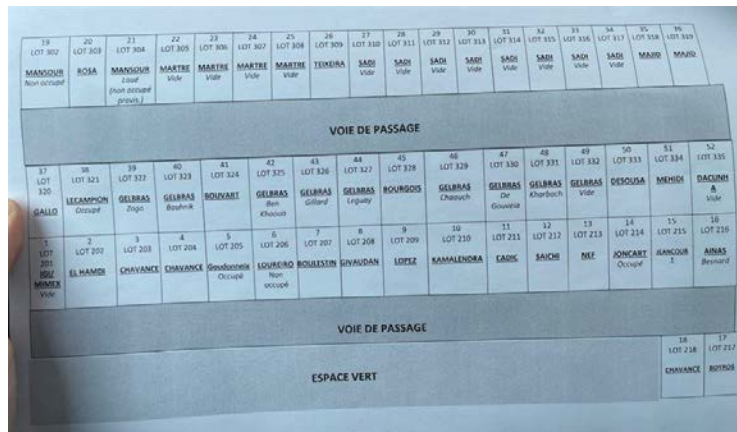 19 20 21 22 23 24 25 26 27 28 29 30 31 32 33 34 35 36
LOT 302 LOT 303 LOT 304 LOT 305 LOT 306 LOT 307 LOT 308 LOT 309 LOT 310 LOT 311 LOT 312 LOT 313 LOT 314 LOT 315 LOT 316 LOT 317 LOT 318 LOT 319
MANSOUR ROSA MANSOUR MARTRE MARTRE MARTRE MARTRE TEIXEIRA SADI SADI SADI SADI SADI SADI SADI SADI MAJID MAJID
Non occupé Loué Vide Vide Vide Vide Vide Vide Vide Vide Vide Vide Vide Vide
(non occupé
provis.)
VOIE DE PASSAGE
37 38 39 40 41 42 43 44 45 46 47 48 49 50 51 52
LOT LOT 321 LOT 322 LOT 323 LOT 324 LOT 325 LOT 326 LOT 327 LOT 328 LOT 329 LOT 330 LOT 331 LOT 332 LOT 333 LOT 334 LOT 335
320 LECAMPION GELBRAS GELBRAS BOUVART GELBRAS GELBRAS GELBRAS BOURGOIS GELBRAS GELBRAS GELBRAS GELBRAS DESOUSA MEHIDI DACUNH
GALLO Occupé Zogo Bouhnik Ben Gillard Leguay Chaouch De Kharbach Vide A
Khaouia Gouveia Vide
1 2 3 4 5 6 7 8 9 10 11 12 13 14 15 16
LOT LOT 202 LOT 203 LOT 204 LOT 205 LOT 206 LOT 207 LOT 208 LOT 209 LOT 210 LOT 211 LOT 212 LOT 213 LOT 214 LOT 215 LOT 216
201 EL HAMDI CHAVANCE CHAVANCE Goudonneix LOUREIRO BOULESTIN GIVAUDAN LOPEZ KAMALENDRA CADIC SAICHI NEF JONCART JEANCOUR AINAS
MIMEX Occupé Non Occupé T Besnard
Vide occupé
VOIE DE PASSAGE
18 17
LOT 218 LOT 217
ESPACE VERT
CHAVANCE BOTROS